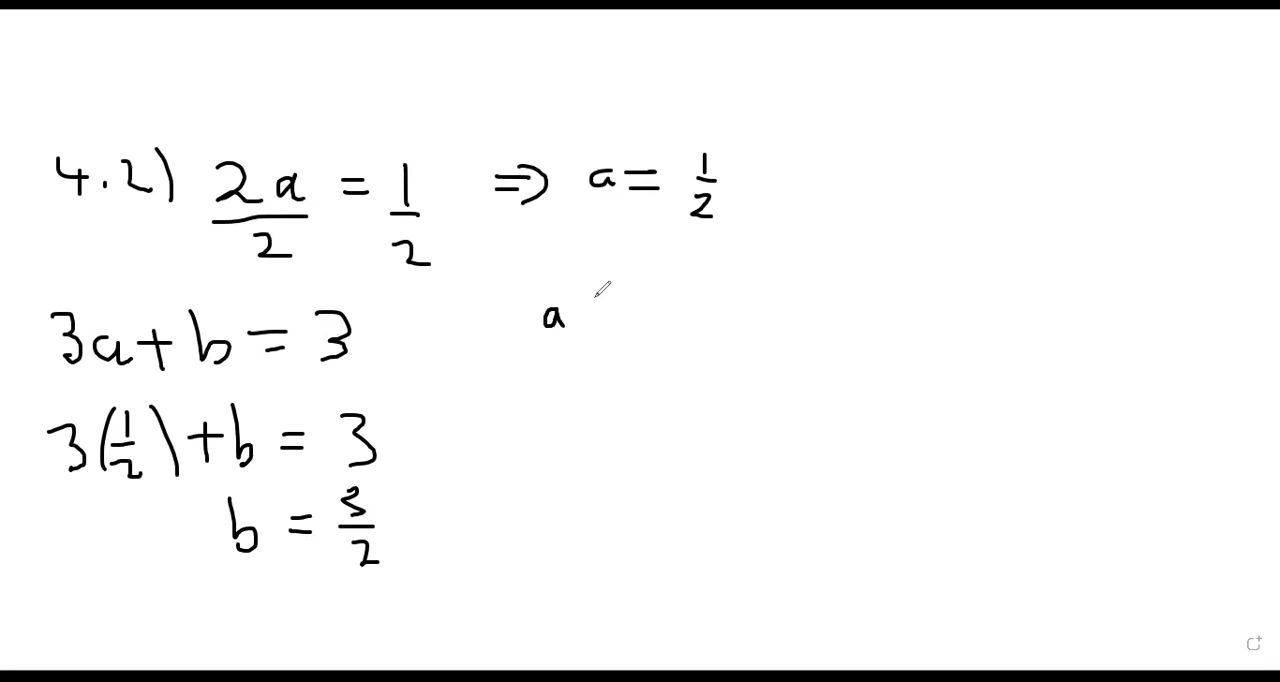 4.2) 2a/2 = 1/2 ⇒ a = 1/2
a
3a + b = 3
3(1/2) + b = 3
b = 3/2